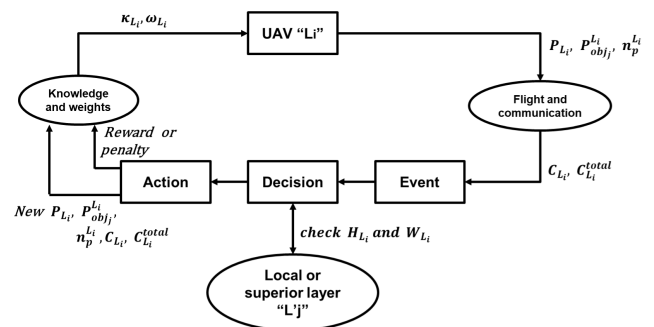 κ_{L_i}, ω_{L_i}
UAV “Li”
P_{L_i}, P_{obj_j}^{L_i}, n_p^{L_i}
Knowledge
and weights
Flight and
communication
Reward or
penalty
C_{L_i}, C_{L_i}^{total}
Action
Decision
Event
New P_{L_i}, P_{obj_j}^{L_i},
n_p^{L_i}, C_{L_i}, C_{L_i}^{total}
check H_{L_i} and W_{L_i}
Local or
superior layer
“L’j”